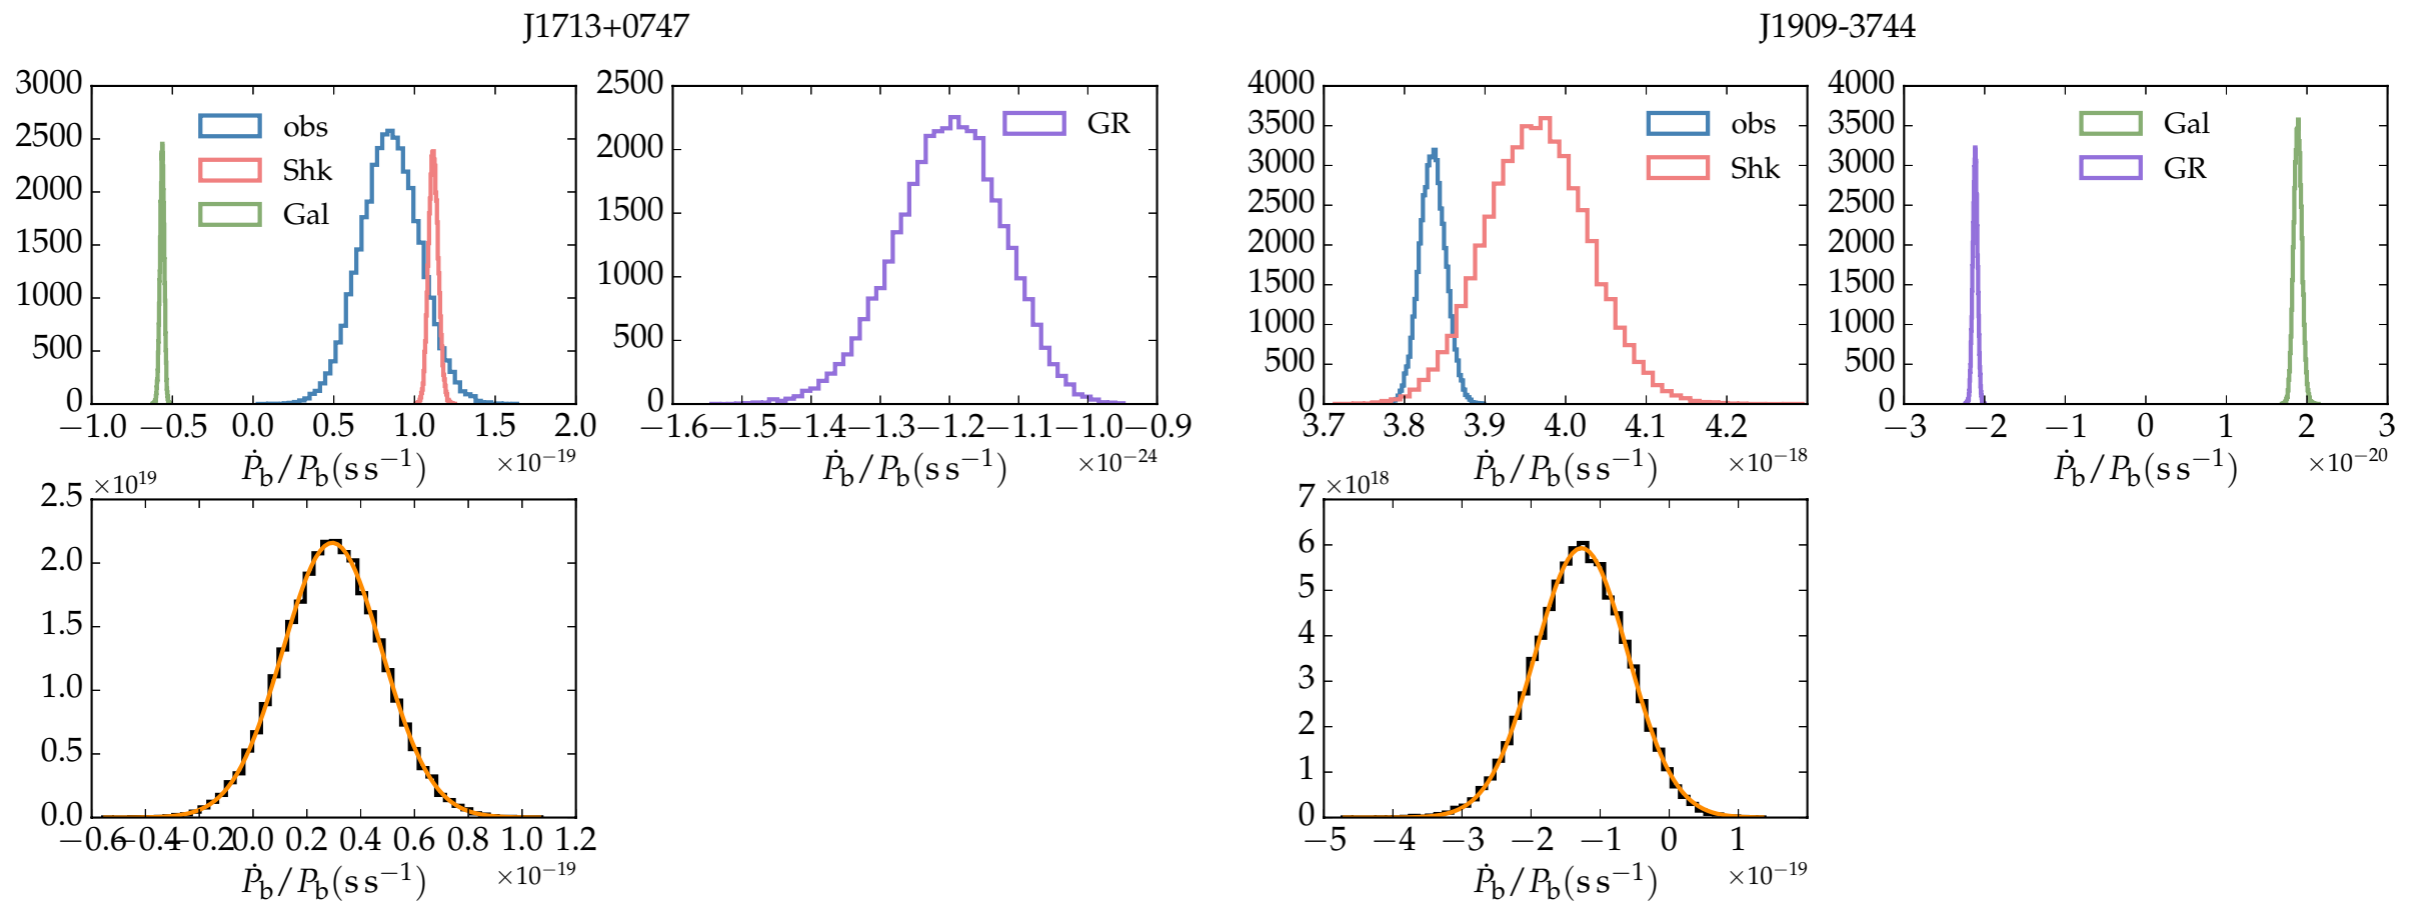 J1713+0747
J1909-3744
3000
2500
2000
1500
1000
500
0
obs
Shk
Gal
−1.0 −0.5 0.0 0.5 1.0 1.5 2.0
Ṗb/Pb(s s−1) ×10−19
2500
2000
1500
1000
500
0
GR
−1.6 −1.5 −1.4 −1.3 −1.2 −1.1 −1.0 −0.9
Ṗb/Pb(s s−1) ×10−24
4000
3500
3000
2500
2000
1500
1000
500
0
obs
Shk
3.7 3.8 3.9 4.0 4.1 4.2
Ṗb/Pb(s s−1) ×10−18
4000
3500
3000
2500
2000
1500
1000
500
0
Gal
GR
−3 −2 −1 0 1 2 3
Ṗb/Pb(s s−1) ×10−20
×1019
2.5
2.0
1.5
1.0
0.5
0.0
−0.6 −0.4 −0.2 0.0 0.2 0.4 0.6 0.8 1.0 1.2
Ṗb/Pb(s s−1) ×10−19
×1018
7
6
5
4
3
2
1
0
−5 −4 −3 −2 −1 0 1
Ṗb/Pb(s s−1) ×10−19